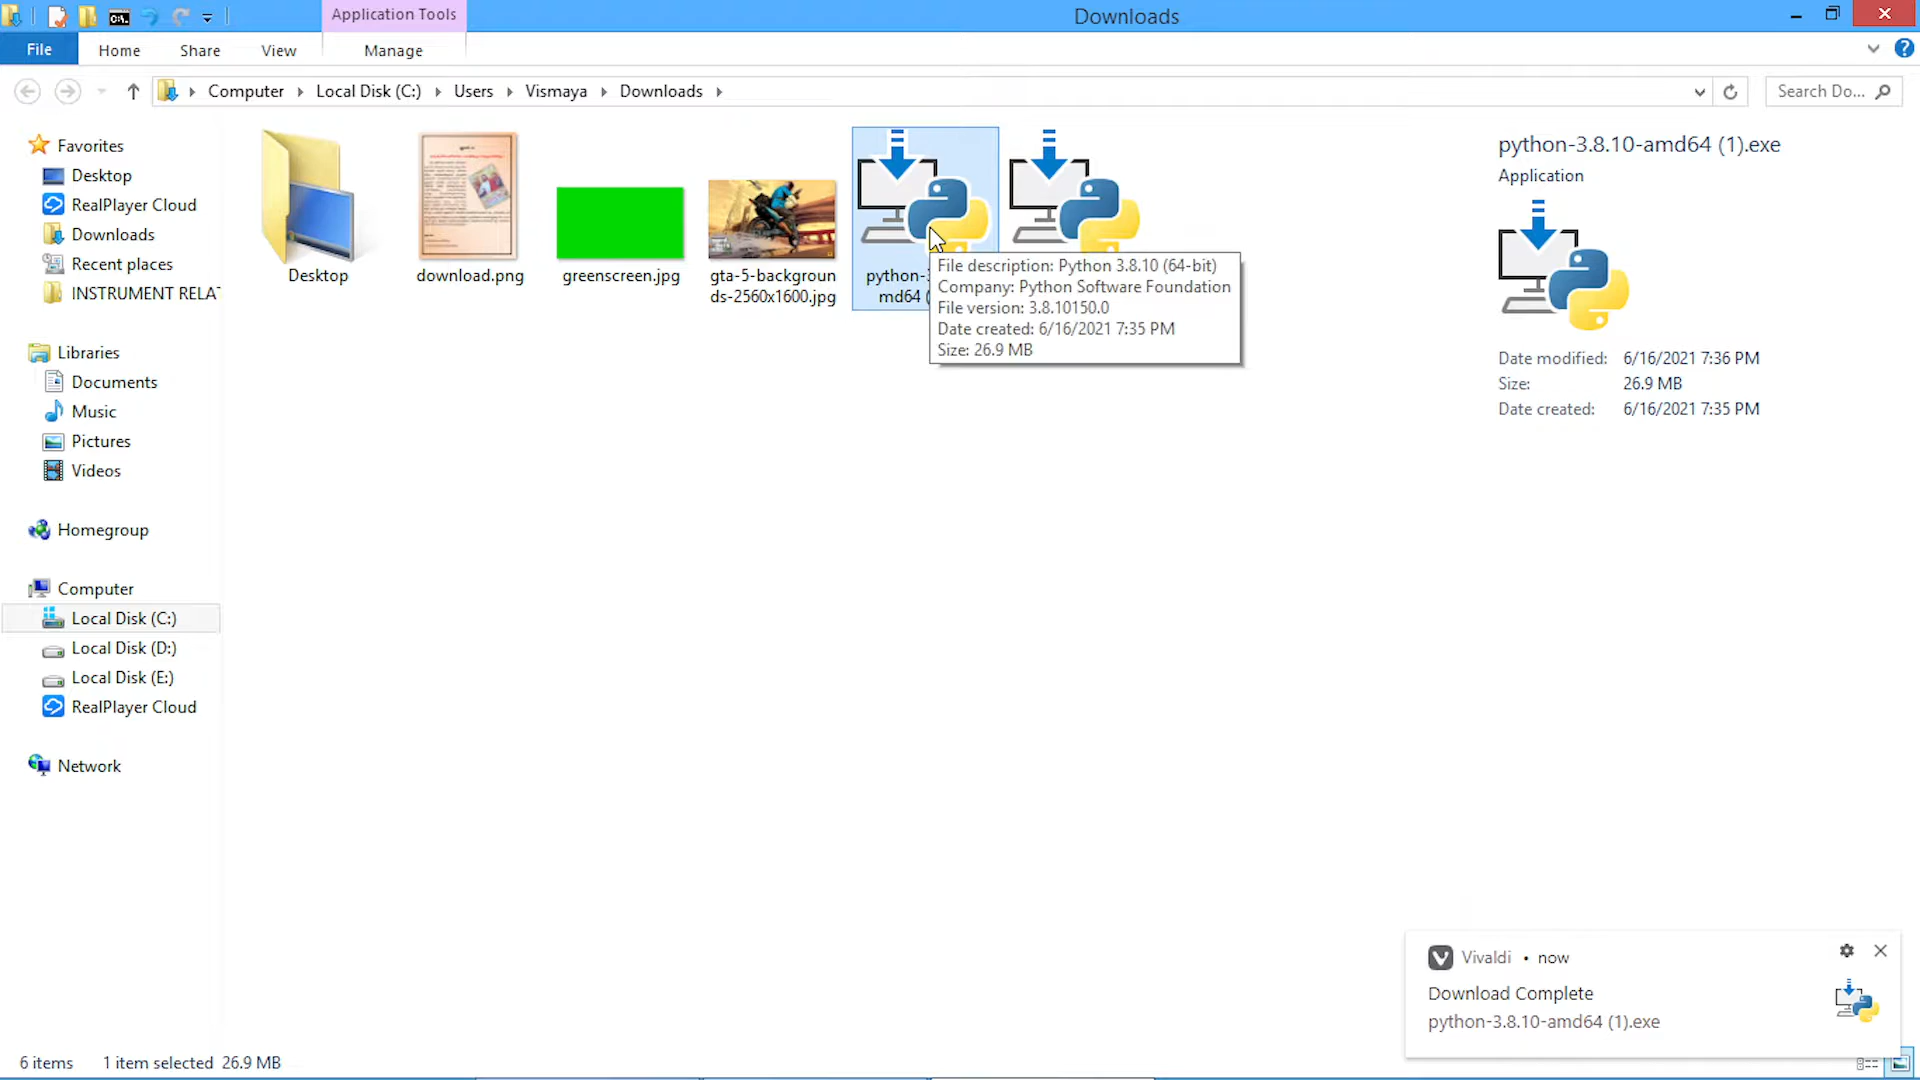 Application Tools
Downloads
File
Home
Share
View
Manage
Computer
Local Disk (C:)
Users
Vismaya
Downloads
Search Do...
Favorites
Desktop
RealPlayer Cloud
Downloads
Recent places
INSTRUMENT RELAT
Libraries
Documents
Music
Pictures
Videos
Homegroup
Computer
Local Disk (C:)
Local Disk (D:)
Local Disk (E:)
RealPlayer Cloud
Network
Desktop
download.png
greenscreen.jpg
gta-5-backgroun
ds-2560x1600.jpg
python-3
md64 (
File description: Python 3.8.10 (64-bit)
Company: Python Software Foundation
File version: 3.8.10150.0
Date created: 6/16/2021 7:35 PM
Size: 26.9 MB
python-3.8.10-amd64 (1).exe
Application
Date modified: 6/16/2021 7:36 PM
Size: 26.9 MB
Date created: 6/16/2021 7:35 PM
Vivaldi • now
Download Complete
python-3.8.10-amd64 (1).exe
6 items 1 item selected 26.9 MB